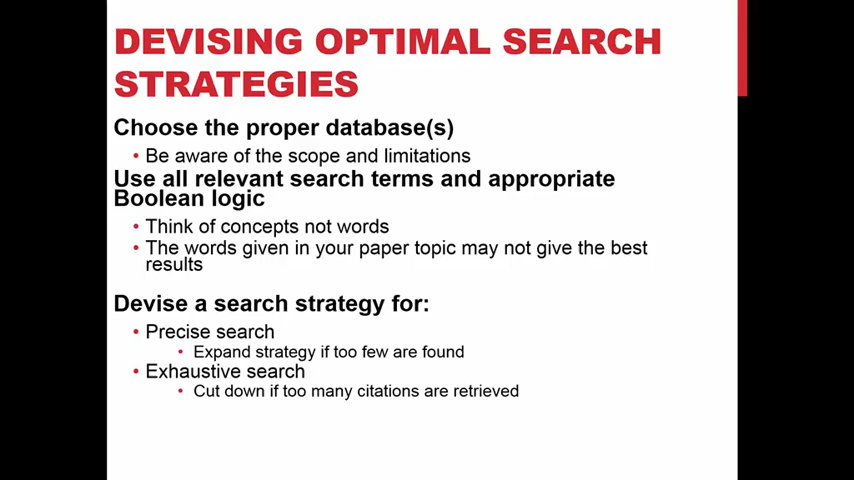 DEVISING OPTIMAL SEARCH
STRATEGIES
Choose the proper database(s)
• Be aware of the scope and limitations
Use all relevant search terms and appropriate
Boolean logic
• Think of concepts not words
• The words given in your paper topic may not give the best
results
Devise a search strategy for:
• Precise search
• Expand strategy if too few are found
• Exhaustive search
• Cut down if too many citations are retrieved